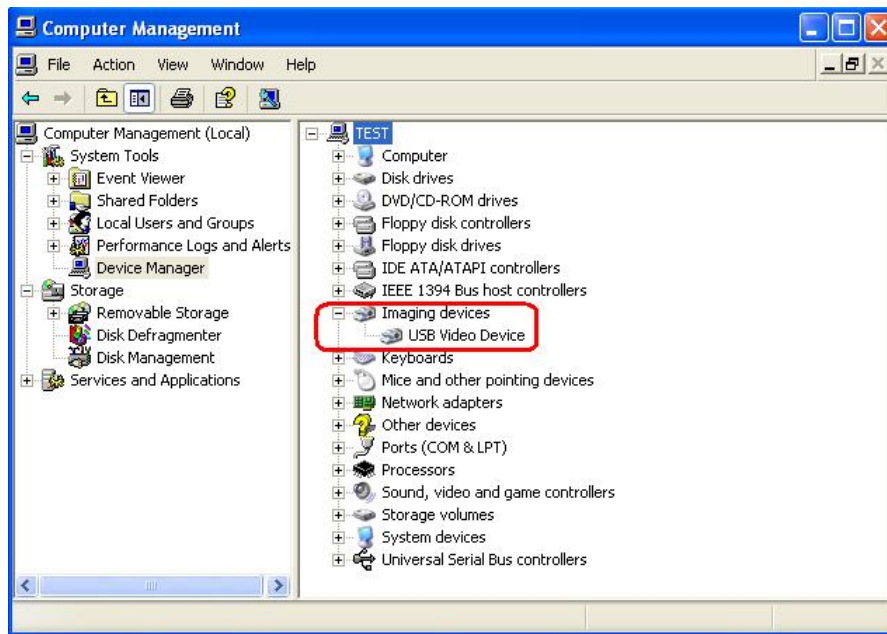 Computer Management
File Action View Window Help
Computer Management (Local)
System Tools
Event Viewer
Shared Folders
Local Users and Groups
Performance Logs and Alerts
Device Manager
Storage
Removable Storage
Disk Defragmenter
Disk Management
Services and Applications
TEST
Computer
Disk drives
DVD/CD-ROM drives
Floppy disk controllers
Floppy disk drives
IDE ATA/ATAPI controllers
IEEE 1394 Bus host controllers
Imaging devices
USB Video Device
Keyboards
Mice and other pointing devices
Network adapters
Other devices
Ports (COM & LPT)
Processors
Sound, video and game controllers
Storage volumes
System devices
Universal Serial Bus controllers